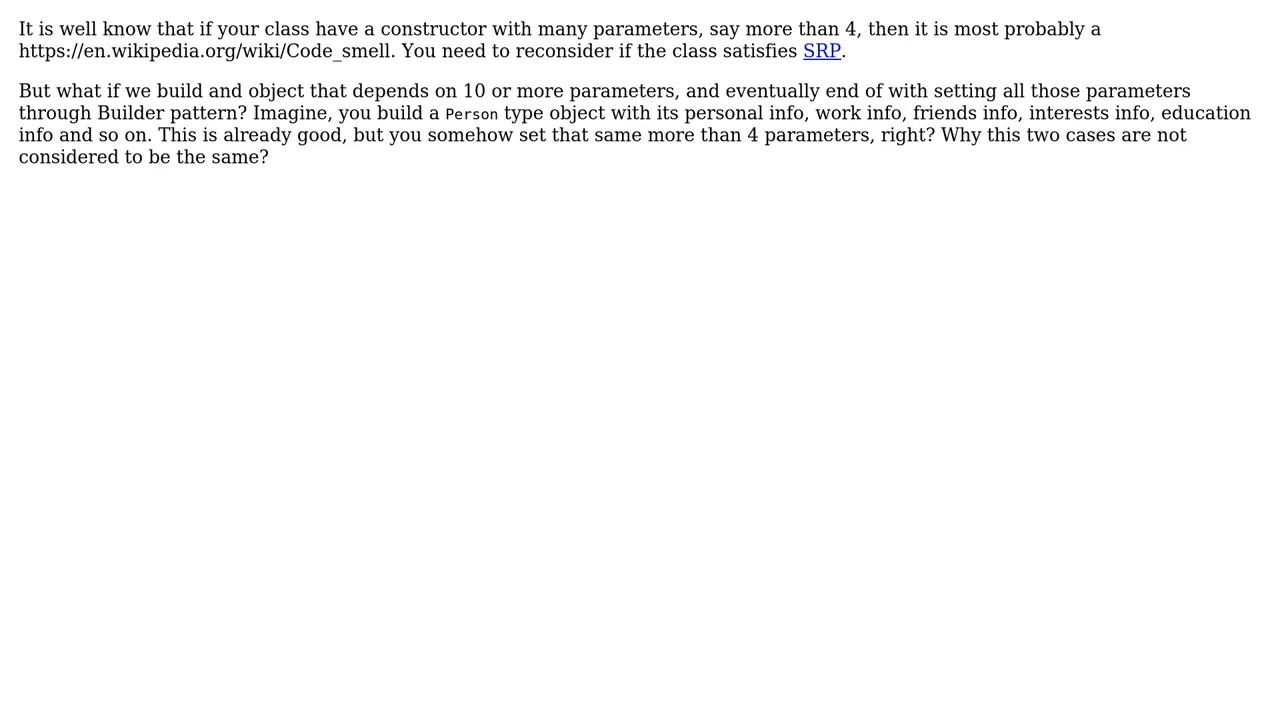 It is well know that if your class have a constructor with many parameters, say more than 4, then it is most probably a
https://en.wikipedia.org/wiki/Code_smell. You need to reconsider if the class satisfies SRP.
But what if we build and object that depends on 10 or more parameters, and eventually end of with setting all those parameters
through Builder pattern? Imagine, you build a Person type object with its personal info, work info, friends info, interests info, education
info and so on. This is already good, but you somehow set that same more than 4 parameters, right? Why this two cases are not
considered to be the same?